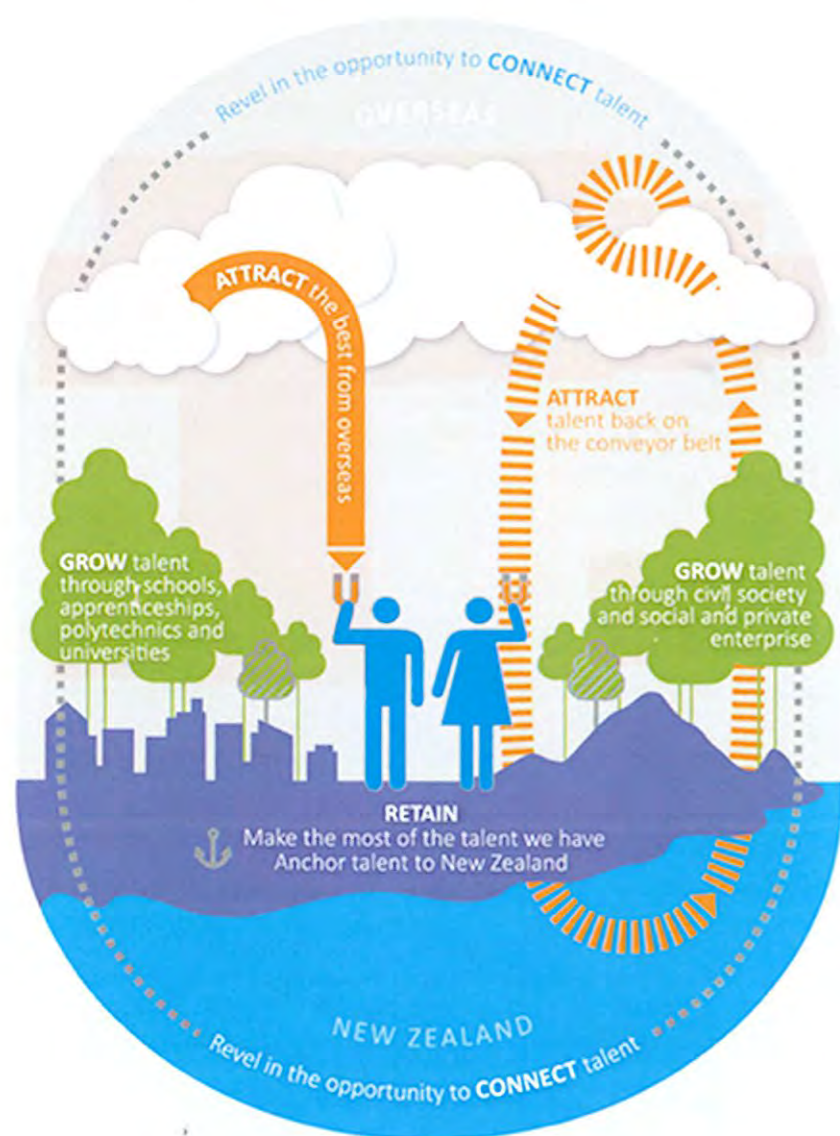 Revel in the opportunity to CONNECT talent
OVERSEAS
ATTRACT the best from overseas
ATTRACT
talent back on
the conveyor belt
GROW talent
through schools,
apprenticeships,
polytechnics and
universities
GROW talent
through civil society
and social and private
enterprise
RETAIN
Make the most of the talent we have
Anchor talent to New Zealand
NEW ZEALAND
Revel in the opportunity to CONNECT talent